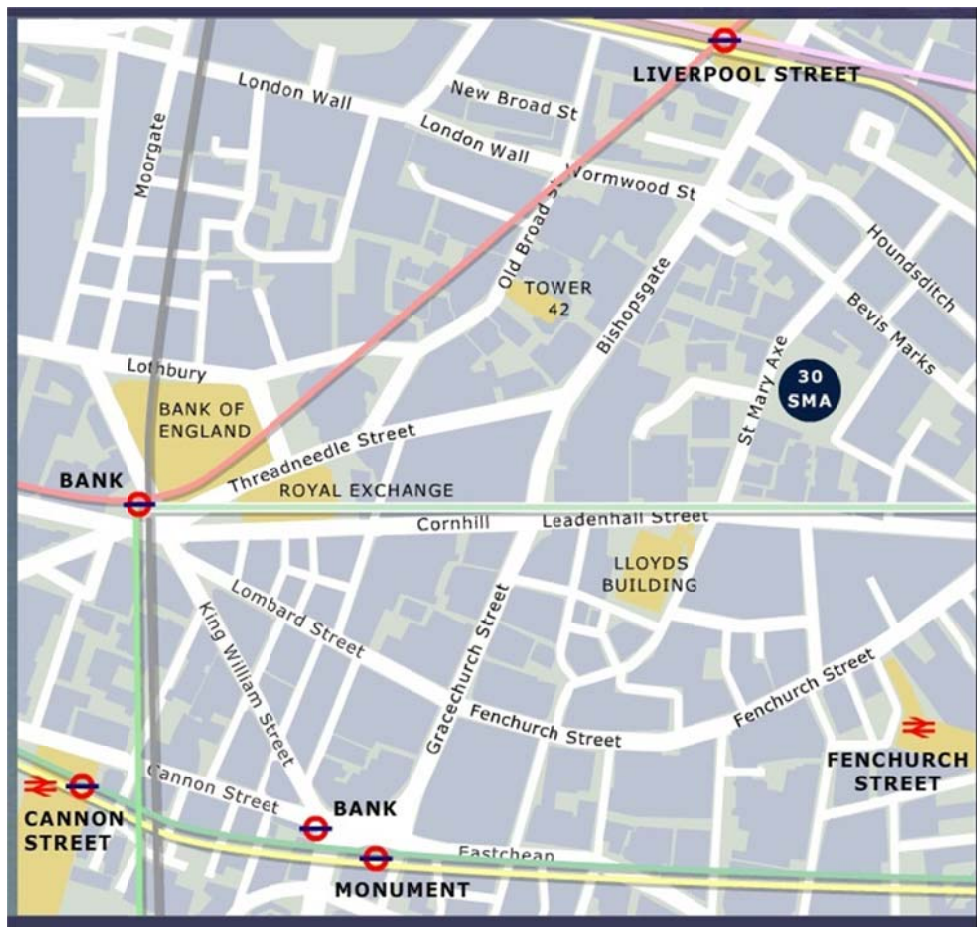 LIVERPOOL STREET
London Wall
New Broad St
Moorgate
London Wall
Wormwood St
Old Broad St
Houndsditch
TOWER
42
Bishopsgate
Bevis Marks
Lothbury
St Mary Axe
30
SMA
BANK OF
ENGLAND
Threadneedle Street
BANK
ROYAL EXCHANGE
Cornhill
Leadenhall Street
LLOYDS
BUILDING
Lombard Street
King William Street
Gracechurch Street
Fenchurch Street
Fenchurch Street
FENCHURCH
STREET
Cannon Street
BANK
CANNON
STREET
Eastcheap
MONUMENT